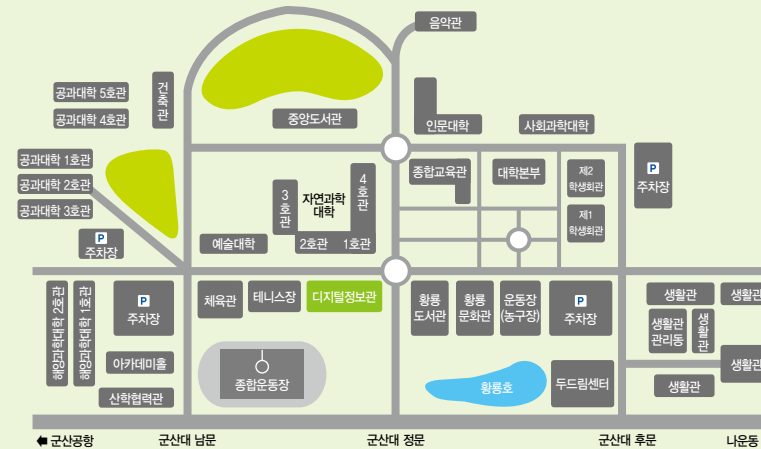 음악관
공과대학 5호관
건축관
공과대학 4호관
중앙도서관
인문대학
사회과학대학
공과대학 1호관
공과대학 2호관
공과대학 3호관
P
주차장
3호관
자연과학
대학
4호관
2호관
1호관
예술대학
종합교육관
대학본부
제2
학생회관
제1
학생회관
P
주차장
해양과학대학 2호관
해양과학대학 1호관
P
주차장
아카데미홀
산학협력관
체육관
테니스장
디지털정보관
종합운동장
황룡
도서관
황룡
문화관
운동장
(농구장)
P
주차장
황룡호
두드림센터
생활관
생활관
생활관
관리동
생활관
생활관
생활관
군산공항
군산대 남문
군산대 정문
군산대 후문
나운동